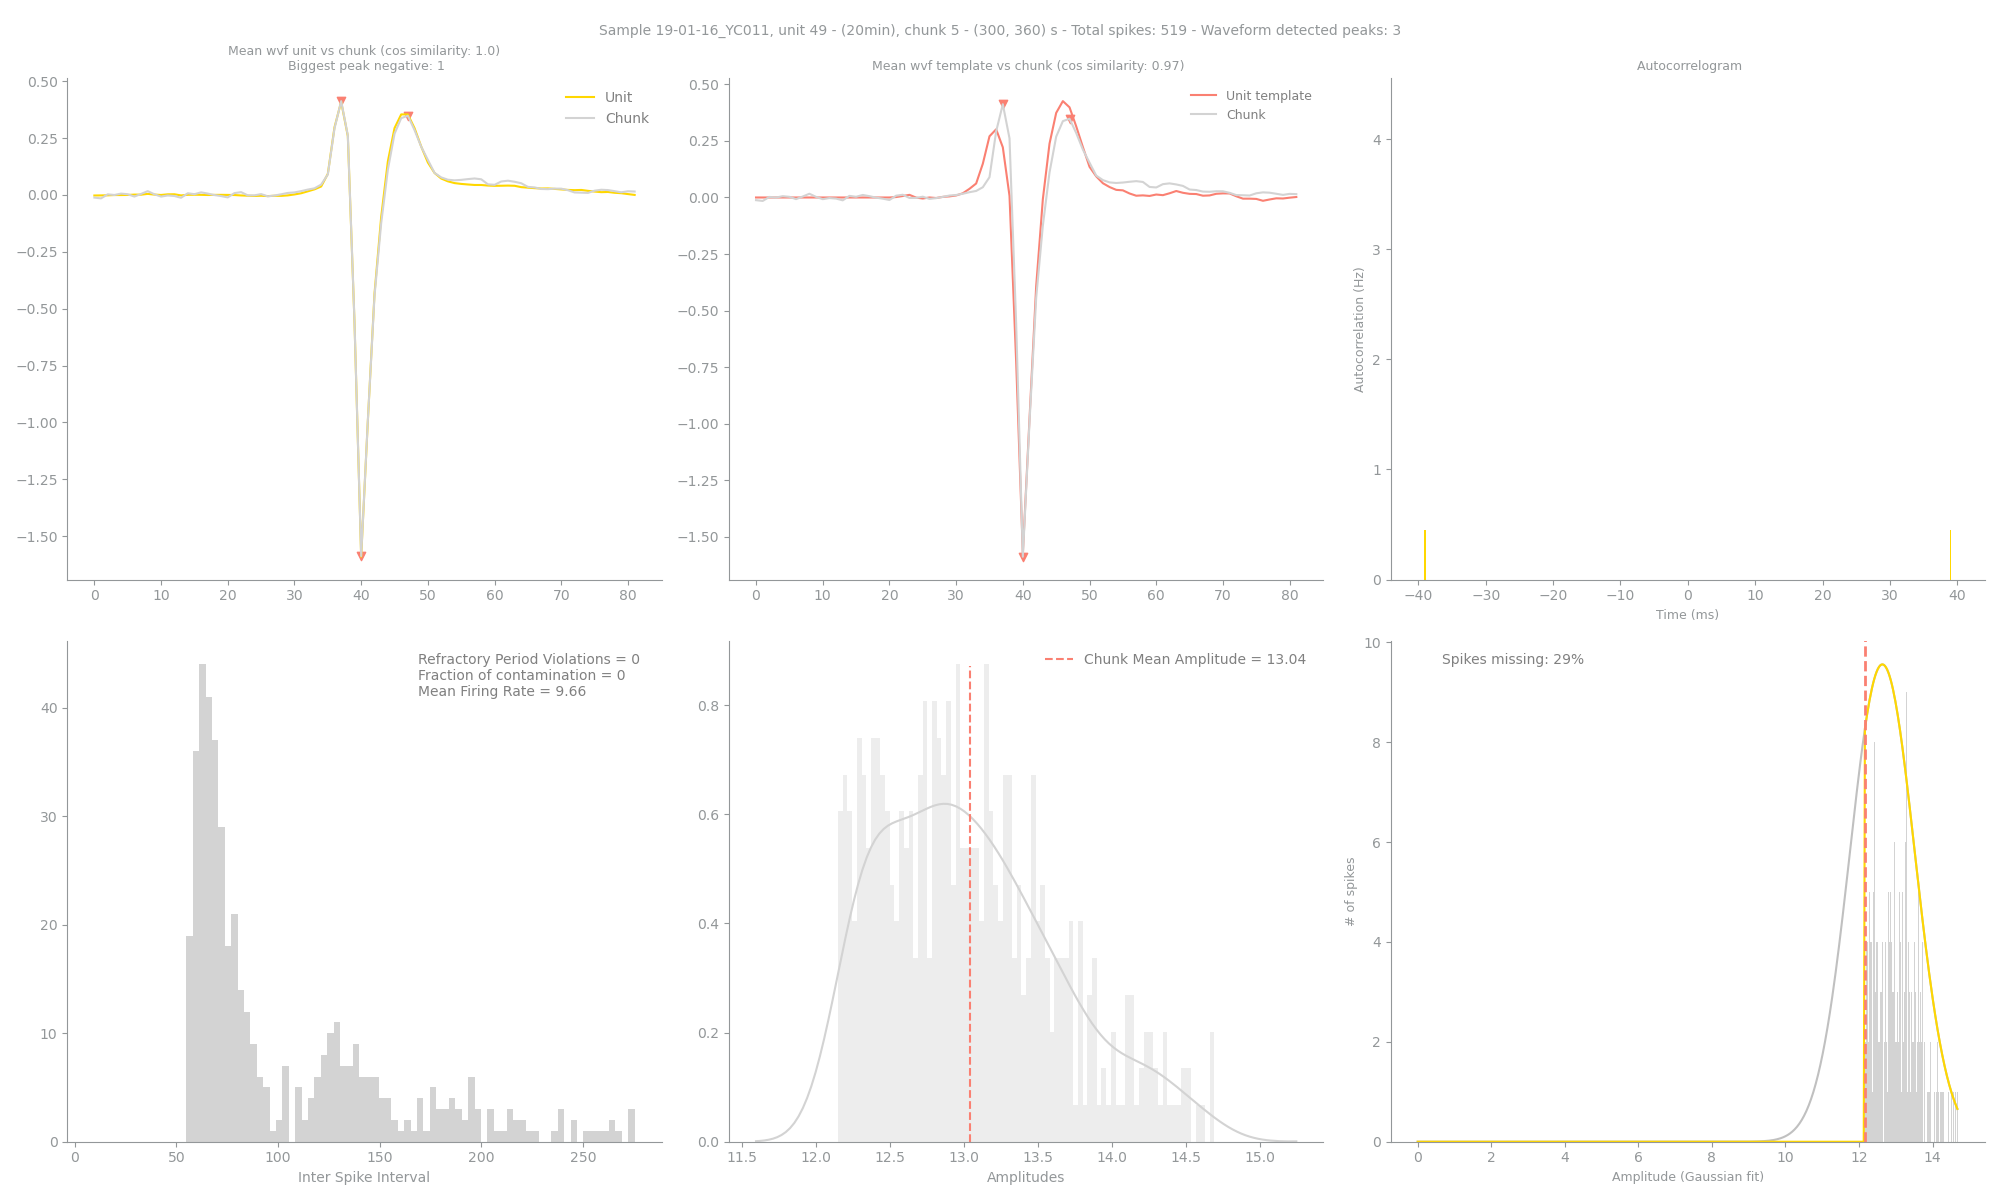 Sample 19-01-16_YC011, unit 49 - (20min), chunk 5 - (300, 360) s - Total spikes: 519 - Waveform detected peaks: 3
Mean wvf unit vs chunk (cos similarity: 1.0)
Biggest peak negative: 1
0.50
0.25
0.00
−0.25
−0.50
−0.75
−1.00
−1.25
−1.50
Unit
Chunk
0 10 20 30 40 50 60 70 80
Mean wvf template vs chunk (cos similarity: 0.97)
0.50
0.25
0.00
−0.25
−0.50
−0.75
−1.00
−1.25
−1.50
Unit template
Chunk
0 10 20 30 40 50 60 70 80
Autocorrelogram
Autocorrelation (Hz)
4
3
2
1
0
−40 −30 −20 −10 0 10 20 30 40
Time (ms)
Refractory Period Violations = 0
Fraction of contamination = 0
Mean Firing Rate = 9.66
40
30
20
10
0
0 50 100 150 200 250
Inter Spike Interval
Chunk Mean Amplitude = 13.04
0.8
0.6
0.4
0.2
0.0
11.5 12.0 12.5 13.0 13.5 14.0 14.5 15.0
Amplitudes
Spikes missing: 29%
# of spikes
10
8
6
4
2
0
0 2 4 6 8 10 12 14
Amplitude (Gaussian fit)